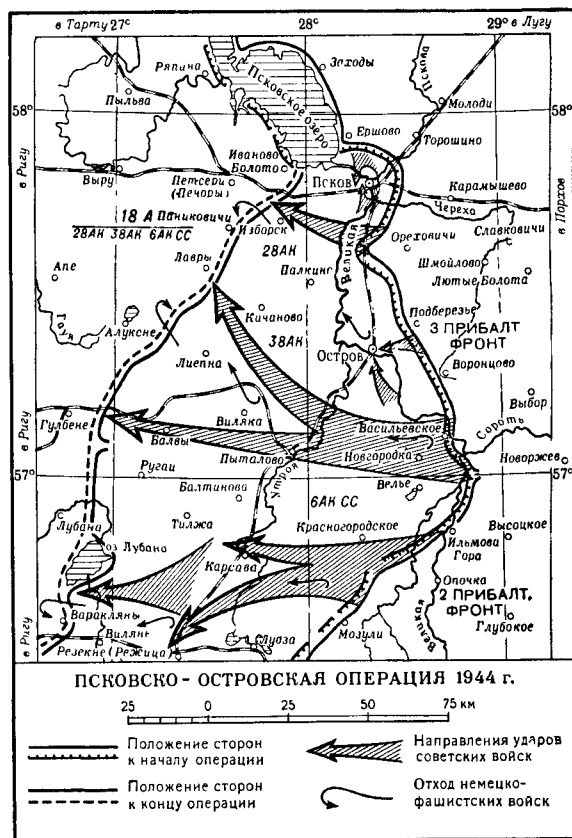 в Тарту 27° 28° 29° в Лугу
Ряпина
Заходы
Пскова
58°
58°
Пыльва
Псковское озеро
Молоди
Ершово
Торошино
в Ригу
Иваново
Болото
Выру
Петсери
(Печоры)
Псков
Карамышево
в Порхов
Череха
18 А Паниковичи
28АК 38АК 6АК СС
Изборск
Славковичи
28АК
Великая
Ореховичи
Шмойлово
Апе
Лавры
Палкино
Лютые Болота
Гауя
Кичаново
Подберезье
Алуксне
38АК
3 ПРИБАЛТ
ФРОНТ
Остров
Лиепна
Воронцово
в Ригу
Гулбене
Виляка
Выбор
Балвы
Васильевское
Сороть
Пыталово
Новгородка
Новоржев
57°
Ругаи
57°
Утроя
Велье
Балтинова
6АК СС
Лубана
Тилжа
Красногородское
Высоцкое
оз Лубана
Ильмова
Гора
Карсава
Опочка
2 ПРИБАЛТ.
ФРОНТ
Варакляны
Великая
Глубокое
в Ригу
Виляны
Лудза
Мозули
Резекне (Режица)
ПСКОВСКО-ОСТРОВСКАЯ ОПЕРАЦИЯ 1944 г.
25 0 25 50 75 км
Положение сторон
к началу операции
Направления ударов
советских войск
Положение сторон
к концу операции
Отход немецко-
фашистских войск